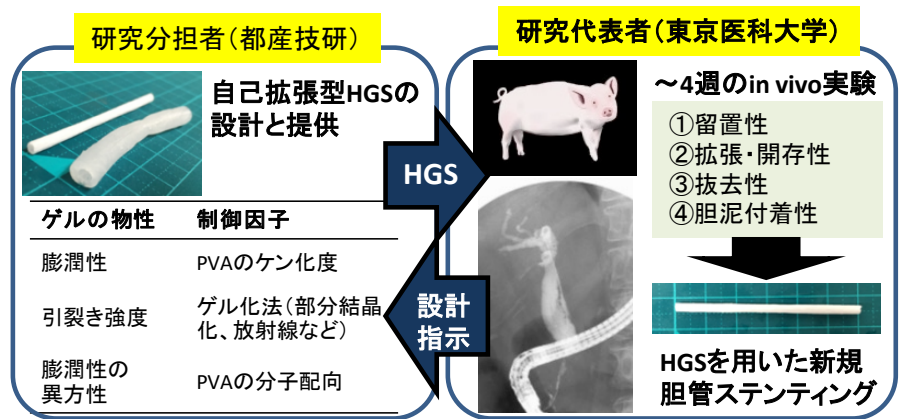 研究分担者(都産技研)
自己拡張型HGSの
設計と提供
ゲルの物性 制御因子
膨潤性 PVAのケン化度
引裂き強度 ゲル化法(部分結晶
化、放射線など)
膨潤性の
異方性 PVAの分子配向
HGS
設計
指示
研究代表者(東京医科大学)
～4週のin vivo実験
①留置性
②拡張・開存性
③抜去性
④胆泥付着性
HGSを用いた新規
胆管ステンティング